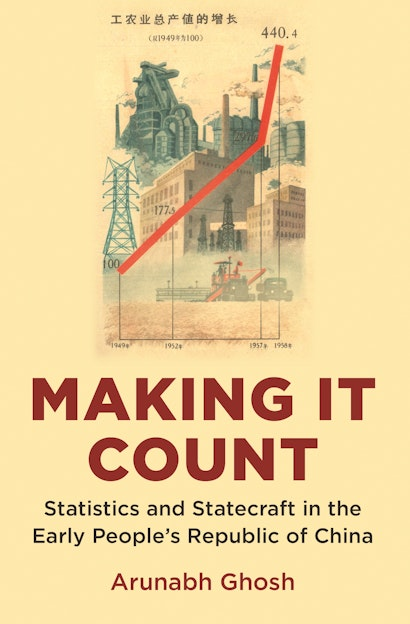 工农业总产值的增长
(以1949年为100)
440.4
177.5
100
1949年
1952年
1957年
1958年
MAKING IT
COUNT
Statistics and Statecraft in the
Early People's Republic of China
Arunabh Ghosh